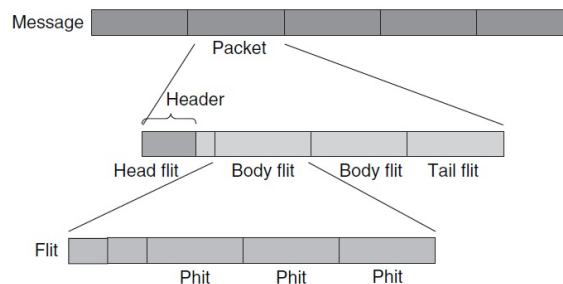 Message
Packet
Header
Head flit Body flit Body flit Tail flit
Flit
Phit Phit Phit